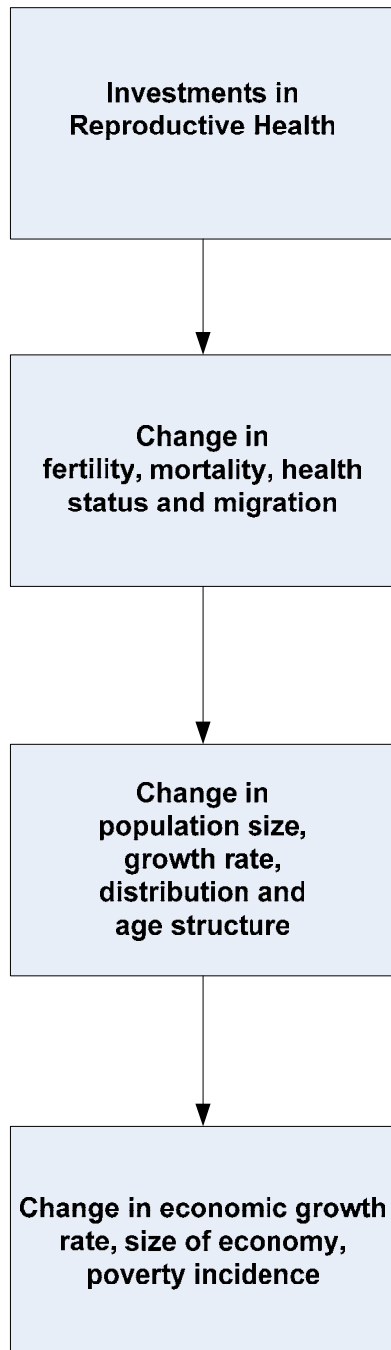 Investments in
Reproductive Health
Change in
fertility, mortality, health
status and migration
Change in
population size,
growth rate,
distribution and
age structure
Change in economic growth
rate, size of economy,
poverty incidence